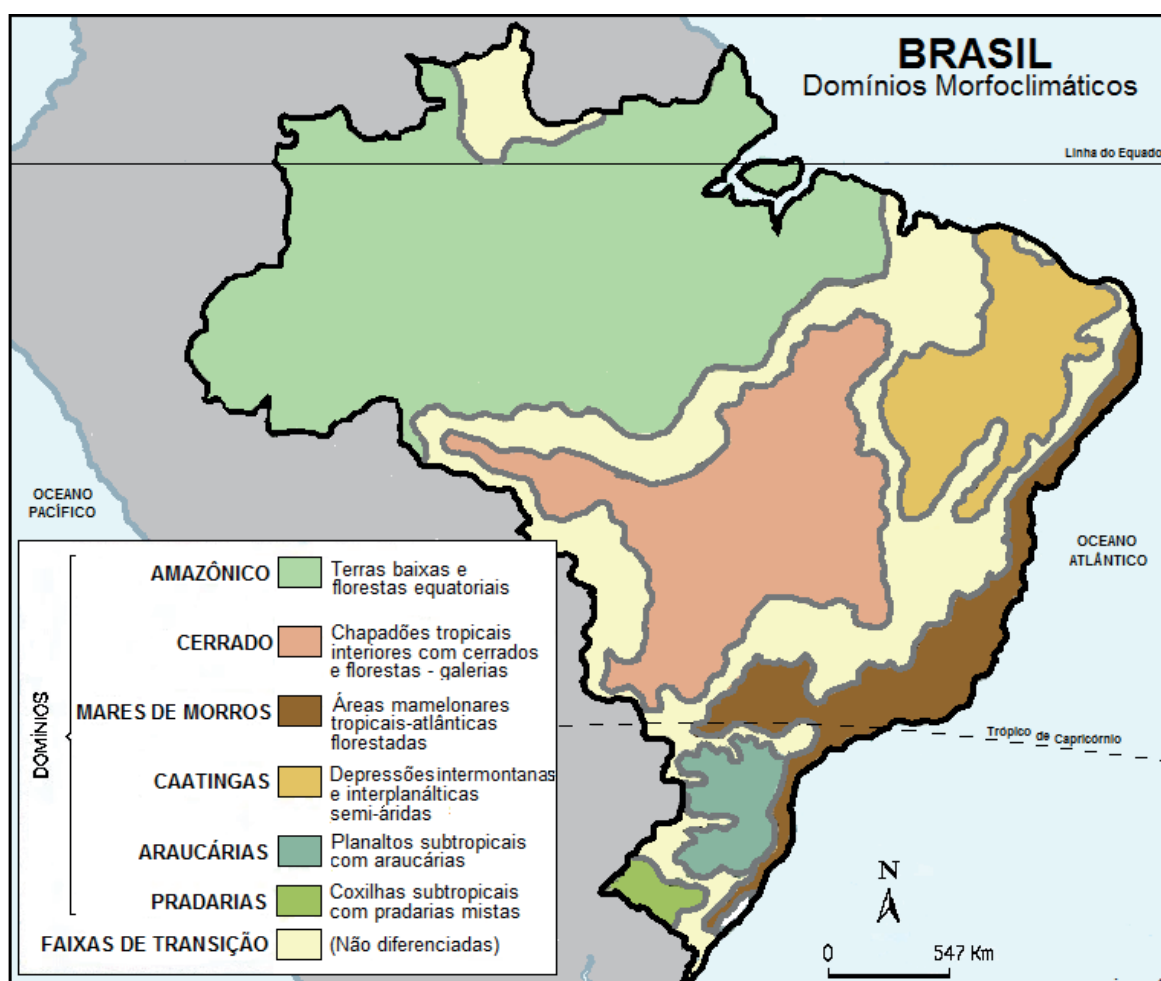 BRASIL
Domínios Morfoclimáticos
Linha do Equado
OCEANO
PACÍFICO
OCEANO
ATLÂNTICO
Trópico de Capricórnio
DOMÍNIOS
AMAZÔNICO
Terras baixas e
florestas equatoriais
CERRADO
Chapadões tropicais
interiores com cerrados
e florestas - galerias
MARES DE MORROS
Áreas mamelonares
tropicais-atlânticas
florestadas
CAATINGAS
Depressões intermontanas
e interplanálticas
semi-áridas
ARAUCÁRIAS
Planaltos subtropicais
com araucárias
PRADARIAS
Coxilhas subtropicais
com pradarias mistas
FAIXAS DE TRANSIÇÃO
(Não diferenciadas)
N
0 547 Km